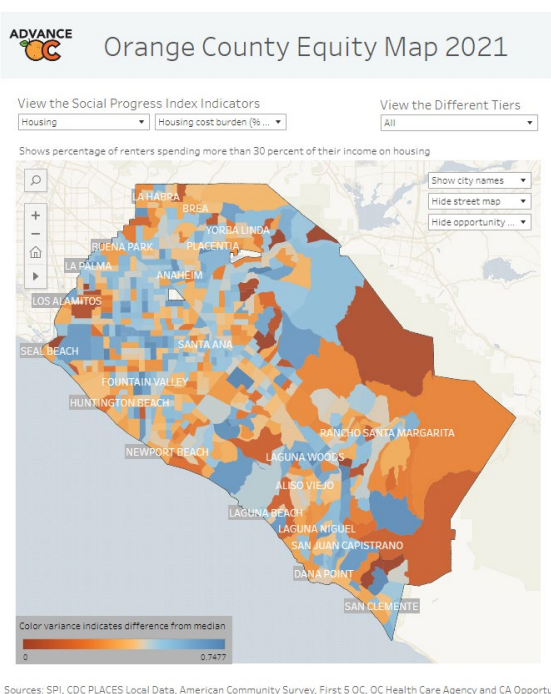 ADVANCE
OC
Orange County Equity Map 2021
View the Social Progress Index Indicators
View the Different Tiers
Housing
Housing cost burden (% ...
All
Shows percentage of renters spending more than 30 percent of their income on housing
Show city names
Hide street map
Hide opportunity ...
LA HABRA
BREA
YORBA LINDA
BUENA PARK
PLACENTIA
LA PALMA
ANAHEIM
LOS ALAMITOS
SANTA ANA
SEAL BEACH
FOUNTAIN VALLEY
HUNTINGTON BEACH
RANCHO SANTA MARGARITA
NEWPORT BEACH
LAGUNA WOODS
ALISO VIEJO
LAGUNA BEACH
LAGUNA NIGUEL
SAN JUAN CAPISTRANO
DANA POINT
SAN CLEMENTE
Color variance indicates difference from median
0
0.7477
Sources: SPI, CDC PLACES Local Data, American Community Survey, First 5 OC, OC Health Care Agency and CA Opportu